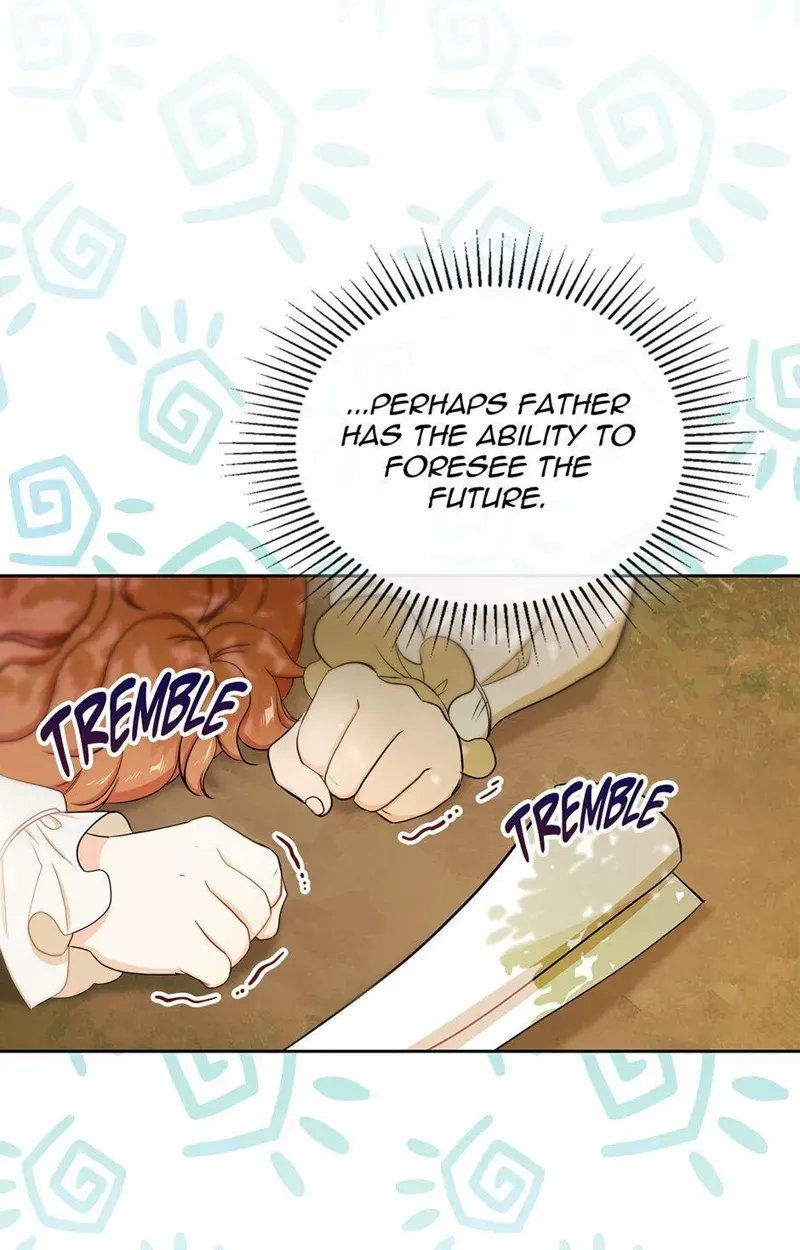 ...PERHAPS FATHER
HAS THE ABILITY TO
FORESEE THE
FUTURE.
TREMBLE
TREMBLE